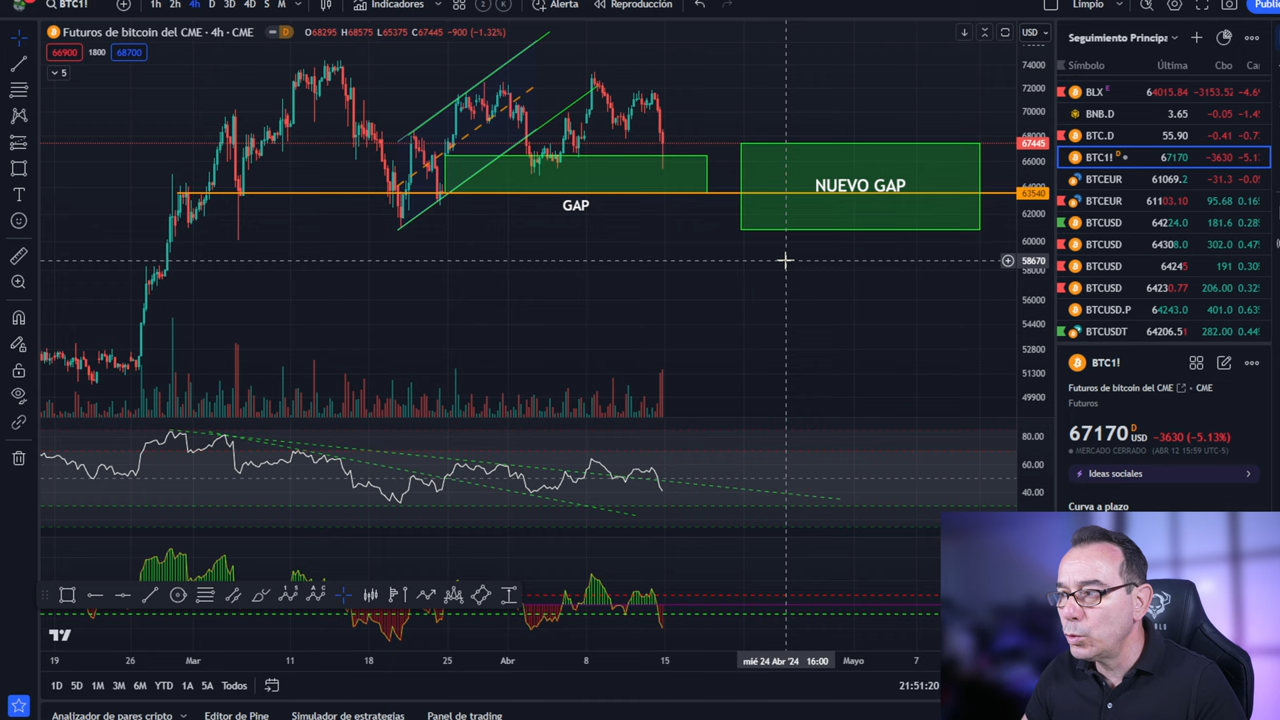 BTC1!
1h 2h 4h D 3D 4D S M
Indicadores
Alerta
Reproducción
Limpio
Publi
Futuros de bitcoin del CME · 4h · CME D O68295 H68575 L65375 C67445 -900 (-1.32%)
66900 1800 68700
5
USD
74000
72000
70000
68000
67445
66000
64000
63540
62000
60000
58670
58000
56000
54400
52800
51300
49900
GAP
NUEVO GAP
80.00
60.00
40.00
19 26 Mar 11 18 25 Abr 8 15 mié 24 Abr '24 16:00 Mayo 7
1D 5D 1M 3M 6M YTD 1A 5A Todos
21:51:20
Analizador de pares crypto Editor de Pine Simulador de estrategias Panel de trading
Seguimiento Principa
Símbolo Última Cbo Ca
BLX E 64015.84 -3153.52 -4.6
BNB.D 3.65 -0.05 -1.4
BTC.D 55.90 -0.41 -0.7
BTC1! D 67170 -3630 -5.1
BTCEUR 61069.2 -31.3 -0.0
BTCEUR 61103.10 95.68 0.16
BTCUSD 64224.0 181.6 0.28
BTCUSD 64308.0 302.0 0.47
BTCUSD 64245 191 0.30
BTCUSD 64230.77 206.00 0.32
BTCUSD.P 64243.0 401.0 0.63
BTCUSDT 64206.51 282.00 0.44
BTC1!
Futuros de bitcoin del CME · CME
Futuros
67170 D USD -3630 (-5.13%)
MERCADO CERRADO (ABR 12 15:59 UTC-5)
Ideas sociales
Curva a plazo